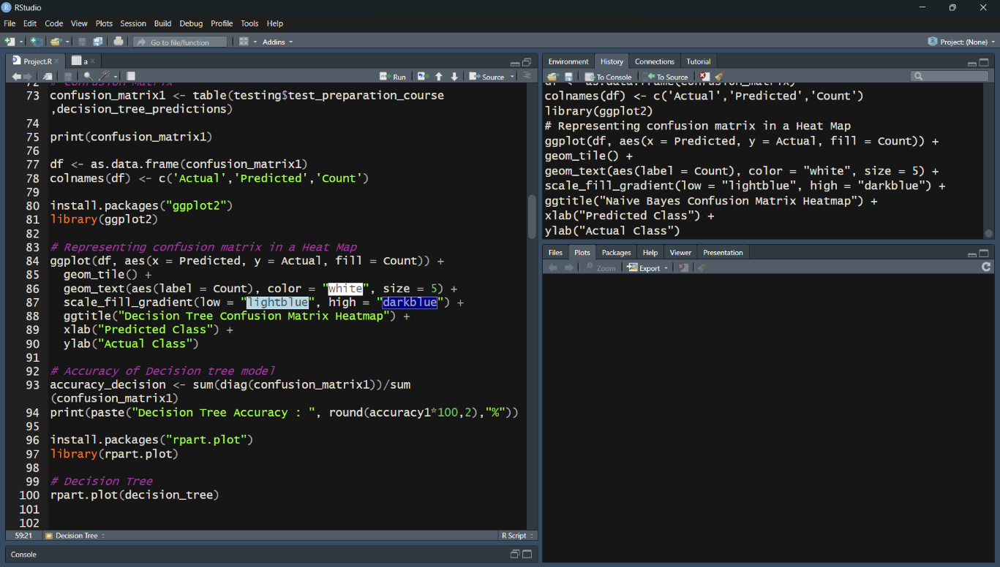 RStudio
File Edit Code View Plots Session Build Debug Profile Tools Help
Go to file/function Addins Project: (None)
Project.R a
Run Source
72 # Confusion Matrix
73 confusion_matrix1 <- table(testing$test_preparation_course
,decision_tree_predictions)
74
75 print(confusion_matrix1)
76
77 df <- as.data.frame(confusion_matrix1)
78 colnames(df) <- c('Actual','Predicted','Count')
79
80 install.packages("ggplot2")
81 library(ggplot2)
82
83 # Representing confusion matrix in a Heat Map
84 ggplot(df, aes(x = Predicted, y = Actual, fill = Count)) +
85 geom_tile() +
86 geom_text(aes(label = Count), color = "white", size = 5) +
87 scale_fill_gradient(low = "lightblue", high = "darkblue") +
88 ggtitle("Decision Tree Confusion Matrix Heatmap") +
89 xlab("Predicted Class") +
90 ylab("Actual Class")
91
92 # Accuracy of Decision tree model
93 accuracy_decision <- sum(diag(confusion_matrix1))/sum
(confusion_matrix1)
94 print(paste("Decision Tree Accuracy : ", round(accuracy1*100,2),"%"))
95
96 install.packages("rpart.plot")
97 library(rpart.plot)
98
99 # Decision Tree
100 rpart.plot(decision_tree)
101
102
59:21 # Decision Tree R Script
Console
Environment History Connections Tutorial
To Console To Source
df <- as.data.frame(confusion_matrix)
colnames(df) <- c('Actual','Predicted','Count')
library(ggplot2)
# Representing confusion matrix in a Heat Map
ggplot(df, aes(x = Predicted, y = Actual, fill = Count)) +
geom_tile() +
geom_text(aes(label = Count), color = "white", size = 5) +
scale_fill_gradient(low = "lightblue", high = "darkblue") +
ggtitle("Naive Bayes Confusion Matrix Heatmap") +
xlab("Predicted Class") +
ylab("Actual Class")
Files Plots Packages Help Viewer Presentation
Zoom Export